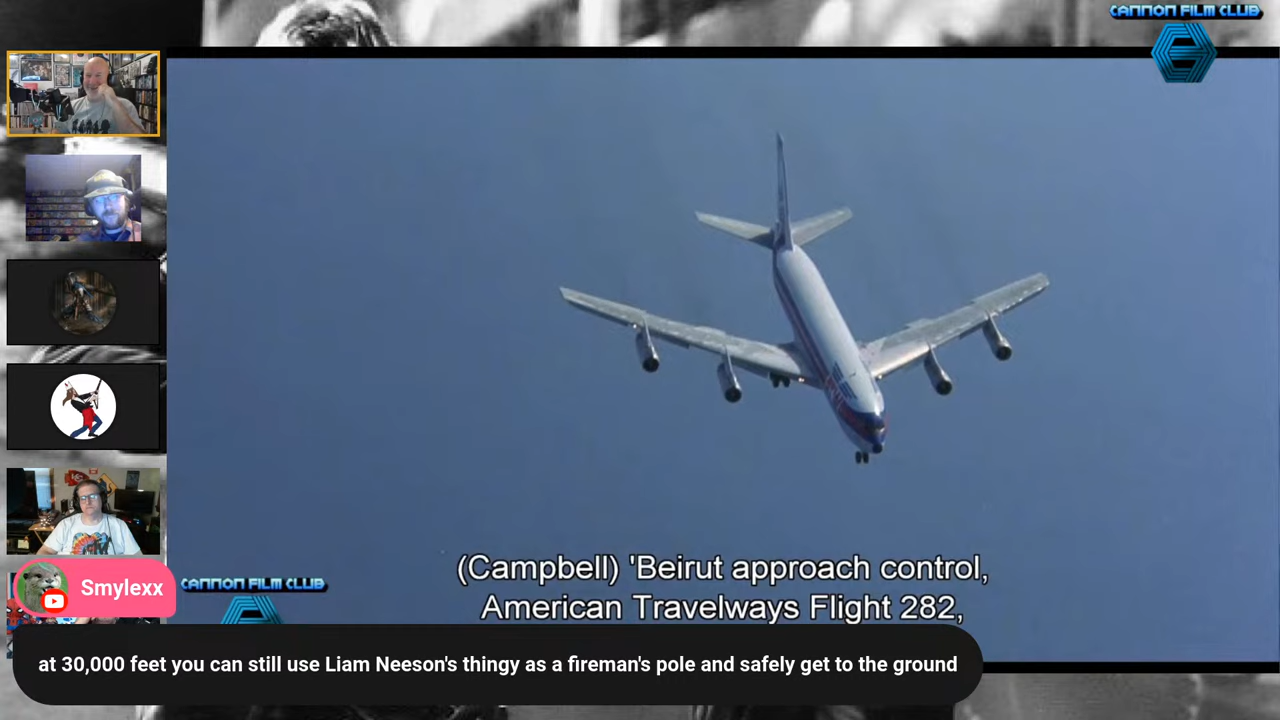 CANNON FILM CLUB
(Campbell) 'Beirut approach control,
American Travelways Flight 282,
CANNON FILM CLUB
Smylexx
at 30,000 feet you can still use Liam Neeson's thingy as a fireman's pole and safely get to the ground